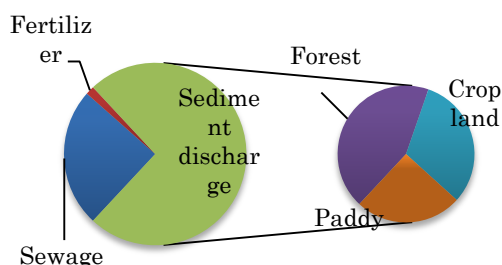 Fertiliz
er
Forest
Sedime
nt
dischar
ge
Crop
land
Paddy
Sewage